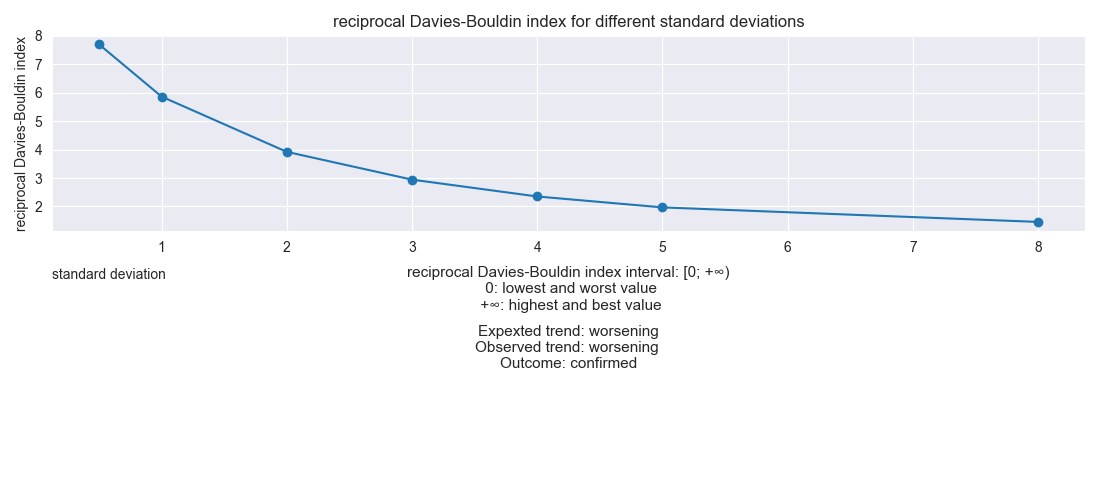 reciprocal Davies-Bouldin index for different standard deviations
reciprocal Davies-Bouldin index
8
7
6
5
4
3
2
1 2 3 4 5 6 7 8
standard deviation
reciprocal Davies-Bouldin index interval: [0; +∞)
0: lowest and worst value
+∞: highest and best value
Expexted trend: worsening
Observed trend: worsening
Outcome: confirmed